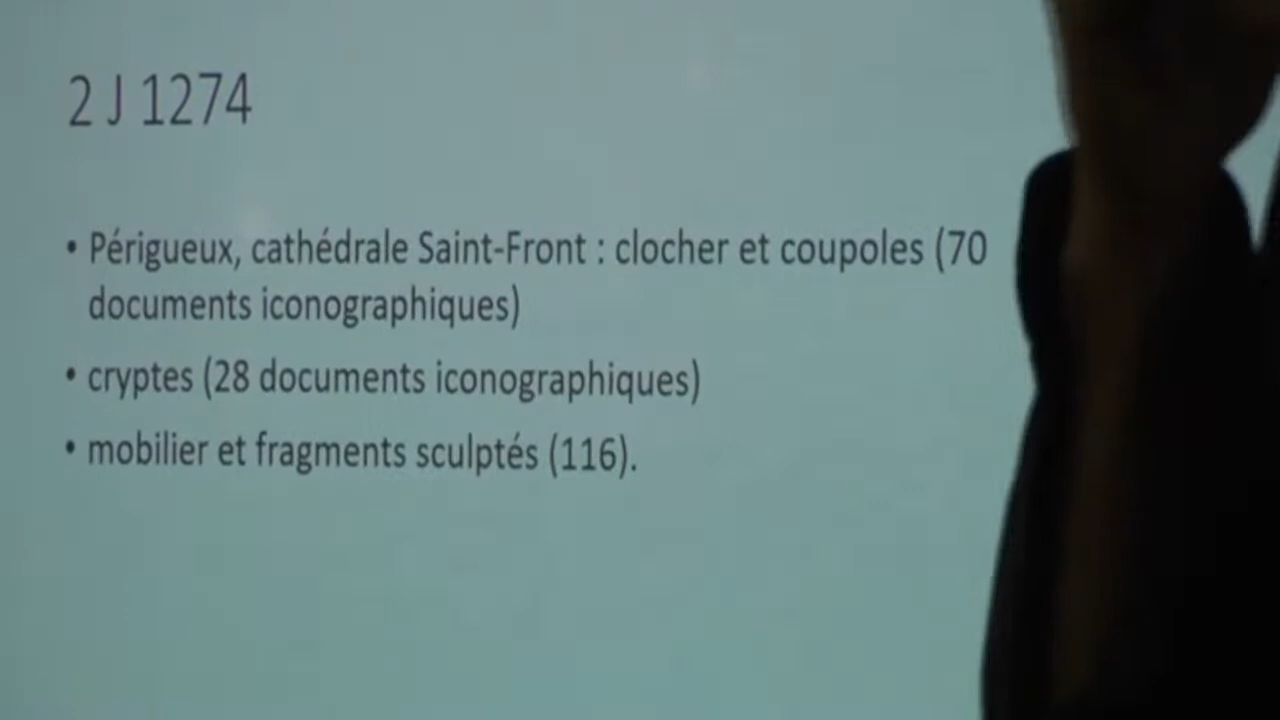 2 J 1274
• Périgueux, cathédrale Saint-Front : clocher et coupoles (70
documents iconographiques)
• cryptes (28 documents iconographiques)
• mobilier et fragments sculptés (116).